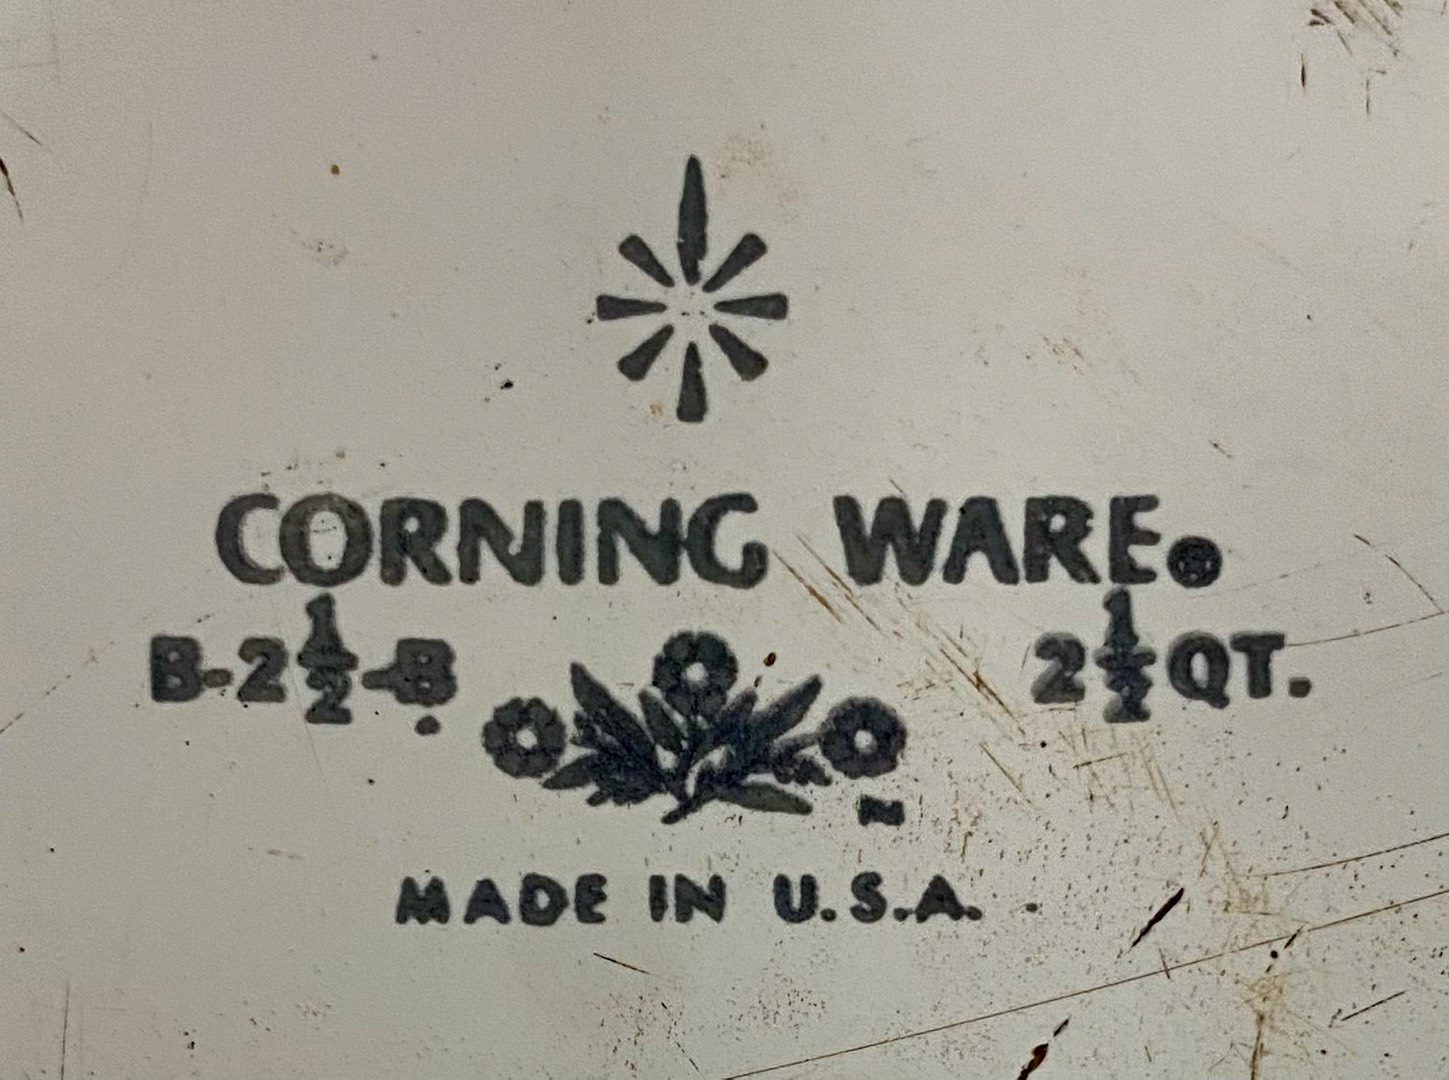 CORNING WARE®
B-2½-B 2½ QT.
N
MADE IN U.S.A.